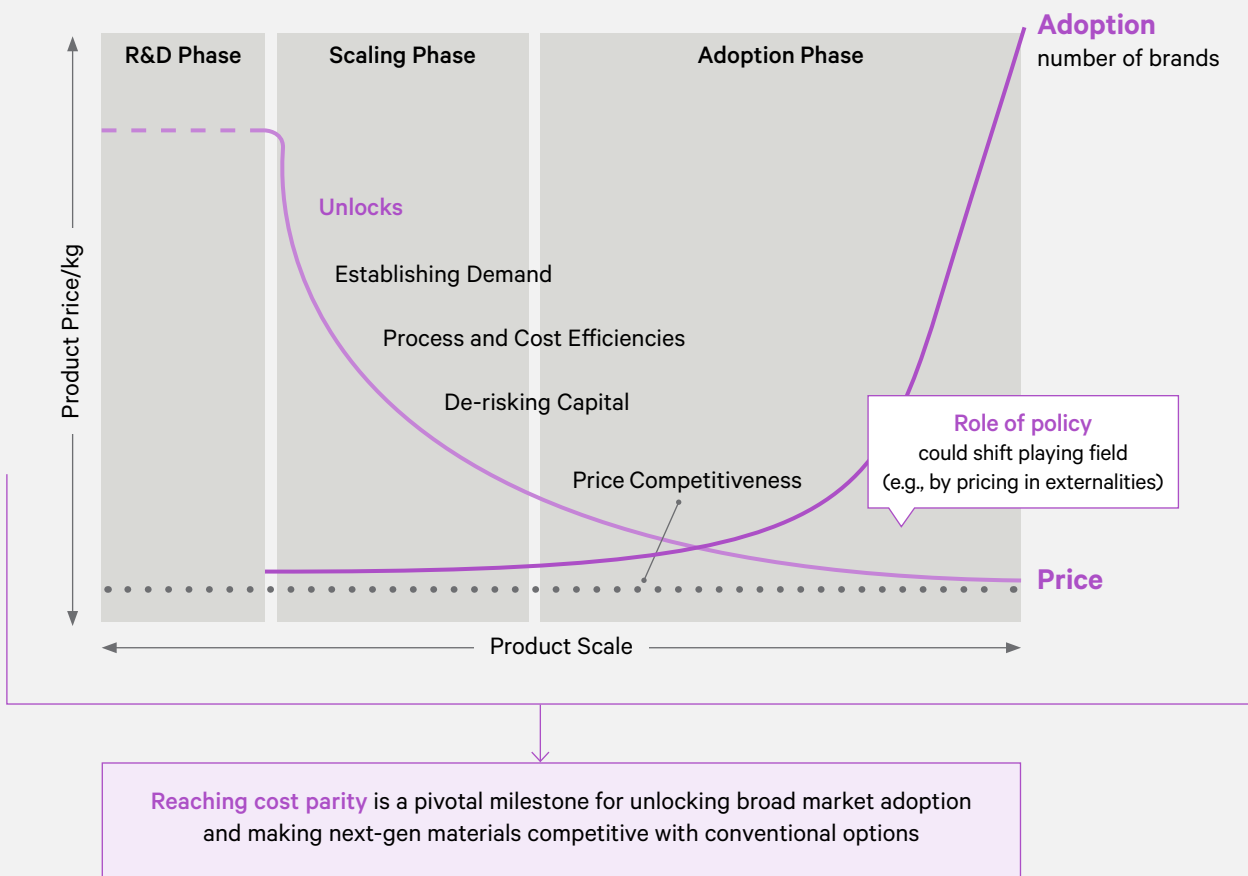 Adoption
number of brands
R&D Phase
Scaling Phase
Adoption Phase
Unlocks
Establishing Demand
Process and Cost Efficiencies
De-risking Capital
Price Competitiveness
Role of policy
could shift playing field
(e.g., by pricing in externalities)
Price
Product Price/kg
Product Scale
Reaching cost parity is a pivotal milestone for unlocking broad market adoption
and making next-gen materials competitive with conventional options